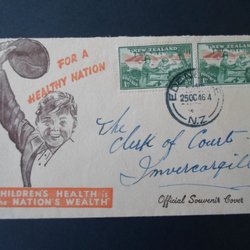 FOR A
HEALTHY NATION
NEW ZEALAND
NEW ZEALAND
25OC46 4
N.Z.
The
Clerk of Court
Invercargill
CHILDREN'S HEALTH is
the NATION'S WEALTH"
Official Souvenir Cover